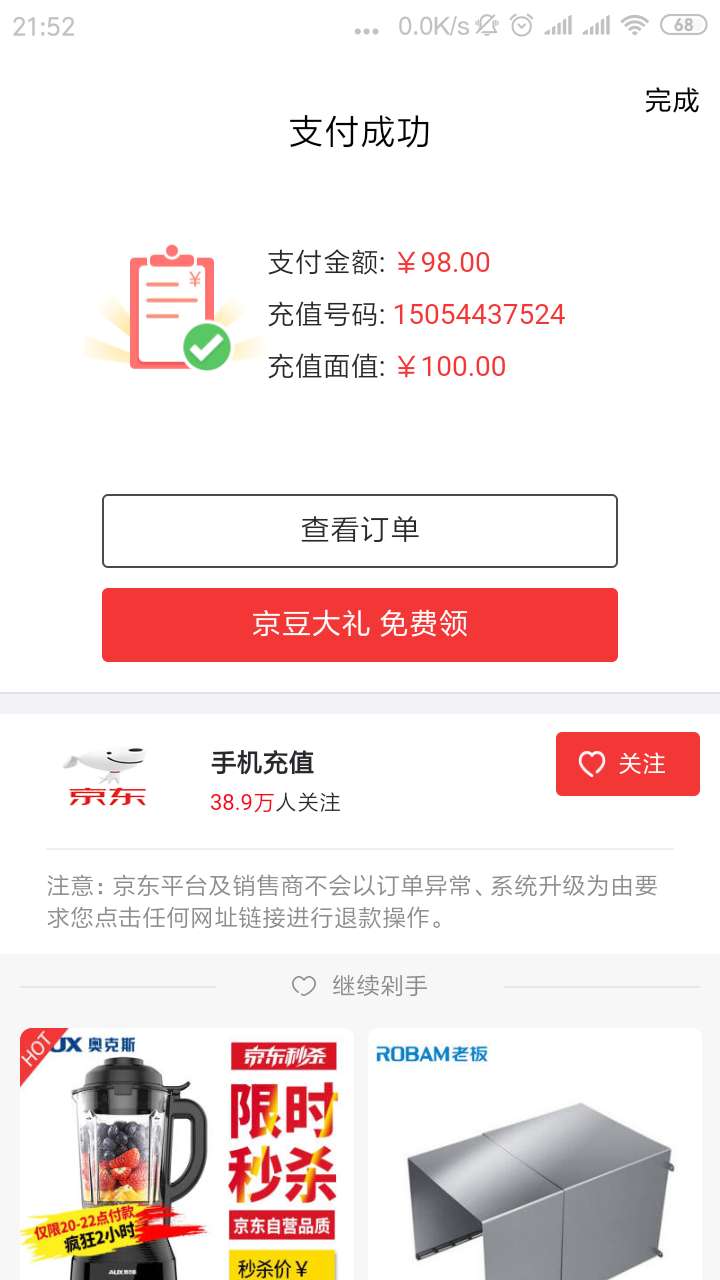 21:52
... 0.0K/s 68
完成
支付成功
¥
支付金额: ￥98.00
充值号码: 15054437524
充值面值: ￥100.00
查看订单
京豆大礼 免费领
手机充值
京东
38.9万人关注
关注
注意：京东平台及销售商不会以订单异常、系统升级为由要
求您点击任何网址链接进行退款操作。
继续剁手
HOT
AUX 奥克斯
京东秒杀
限时
秒杀
京东自营品质
秒杀价￥
仅限20-22点付款
疯狂2小时
AUX奥克斯
ROBAM老板